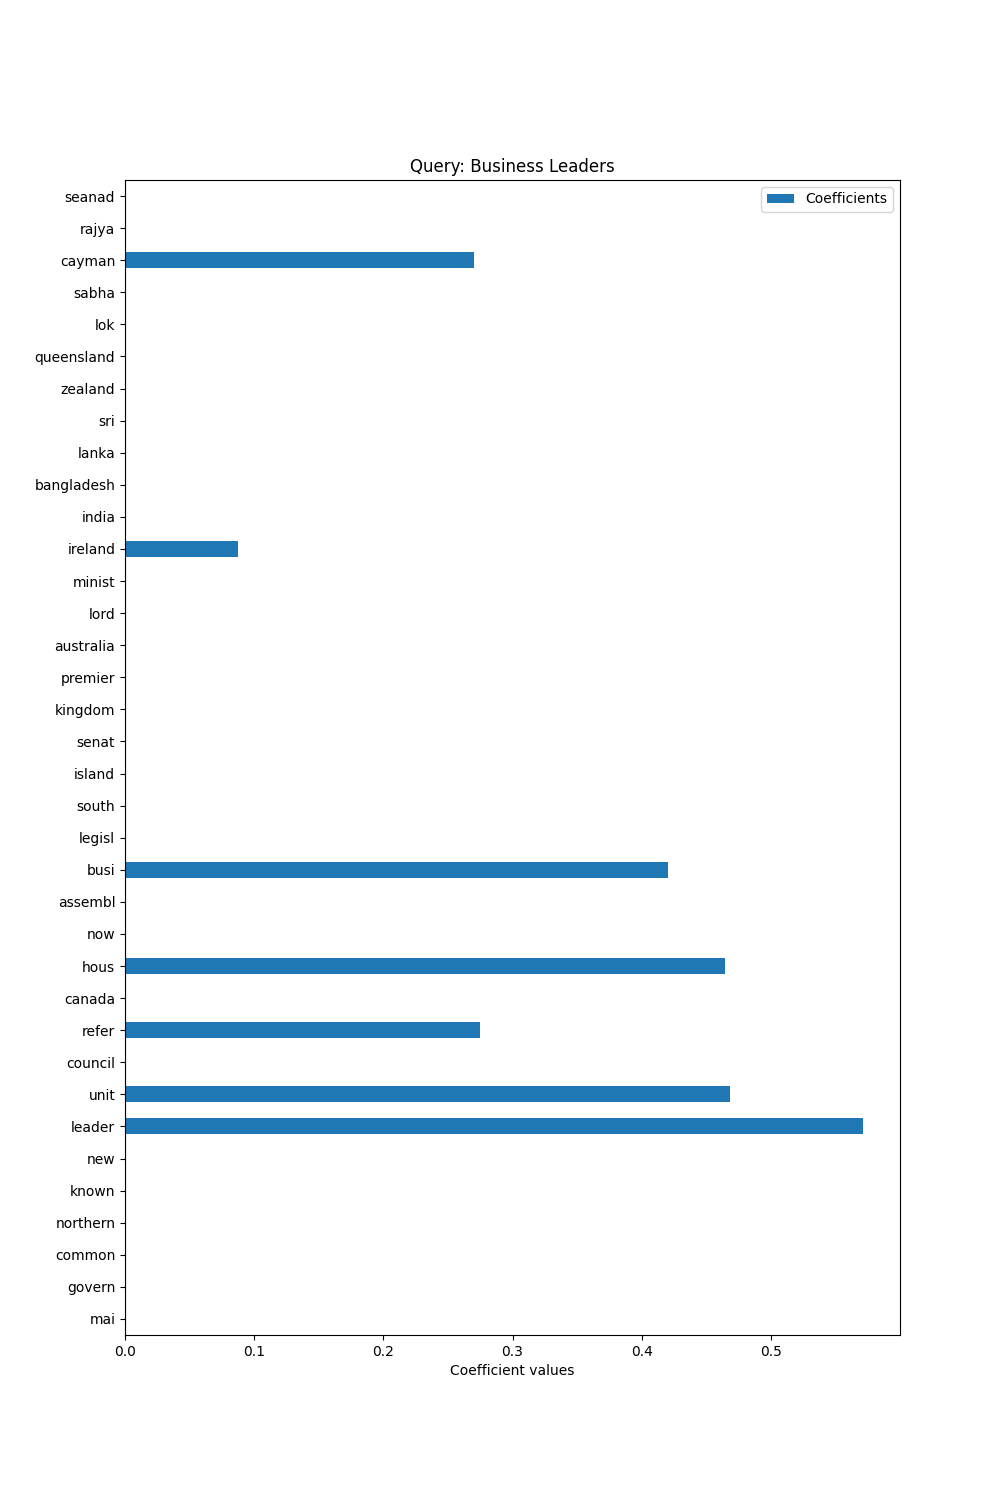 Query: Business Leaders
Coefficients
seanad
rajya
cayman
sabha
lok
queensland
zealand
sri
lanka
bangladesh
india
ireland
minist
lord
australia
premier
kingdom
senat
island
south
legisl
busi
assembl
now
hous
canada
refer
council
unit
leader
new
known
northern
common
govern
mai
0.0 0.1 0.2 0.3 0.4 0.5
Coefficient values